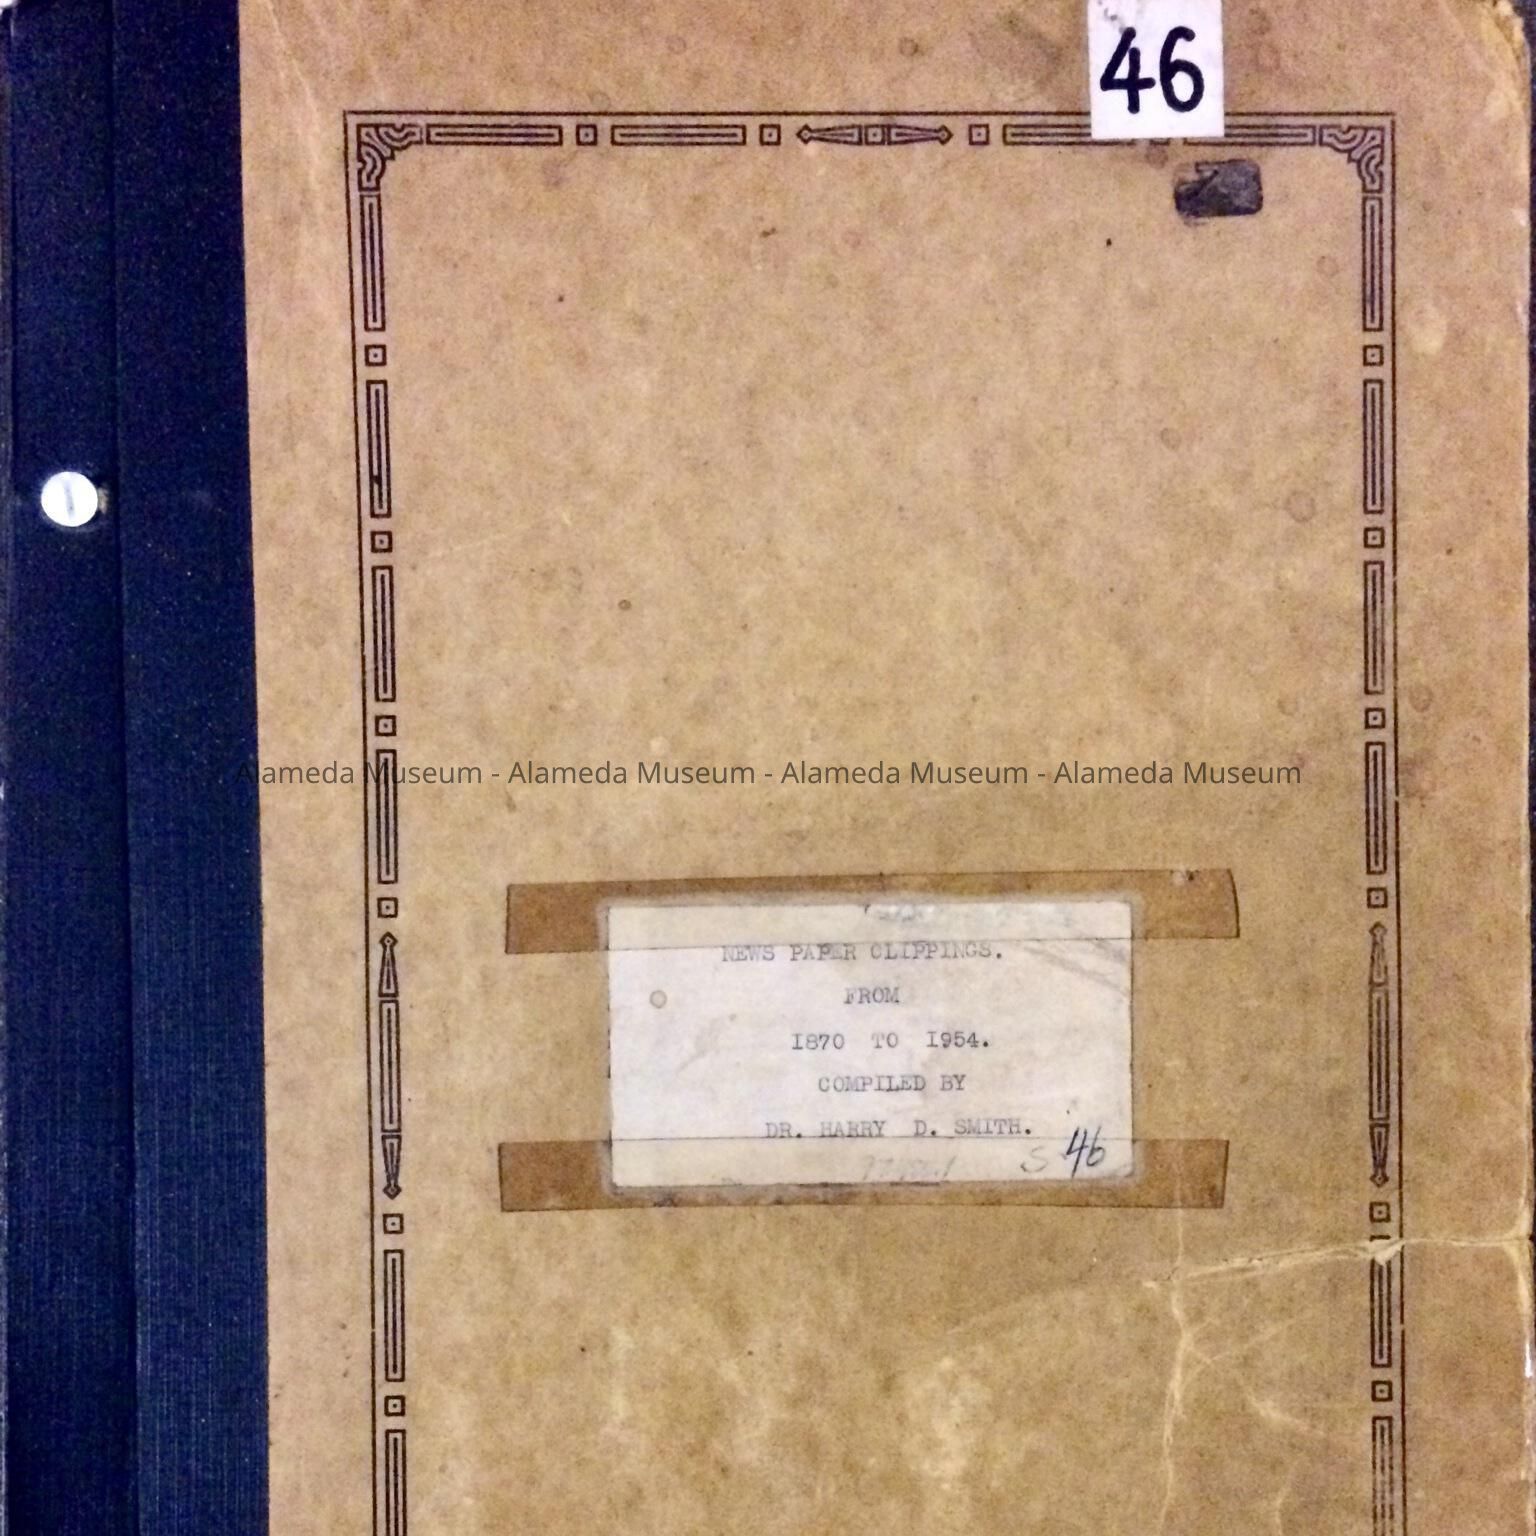 46
Alameda Museum - Alameda Museum - Alameda Museum - Alameda Museum
NEWS PAPER CLIPPINGS.
FROM
1870 TO 1954.
COMPILED BY
DR. HARRY D. SMITH.
S 46